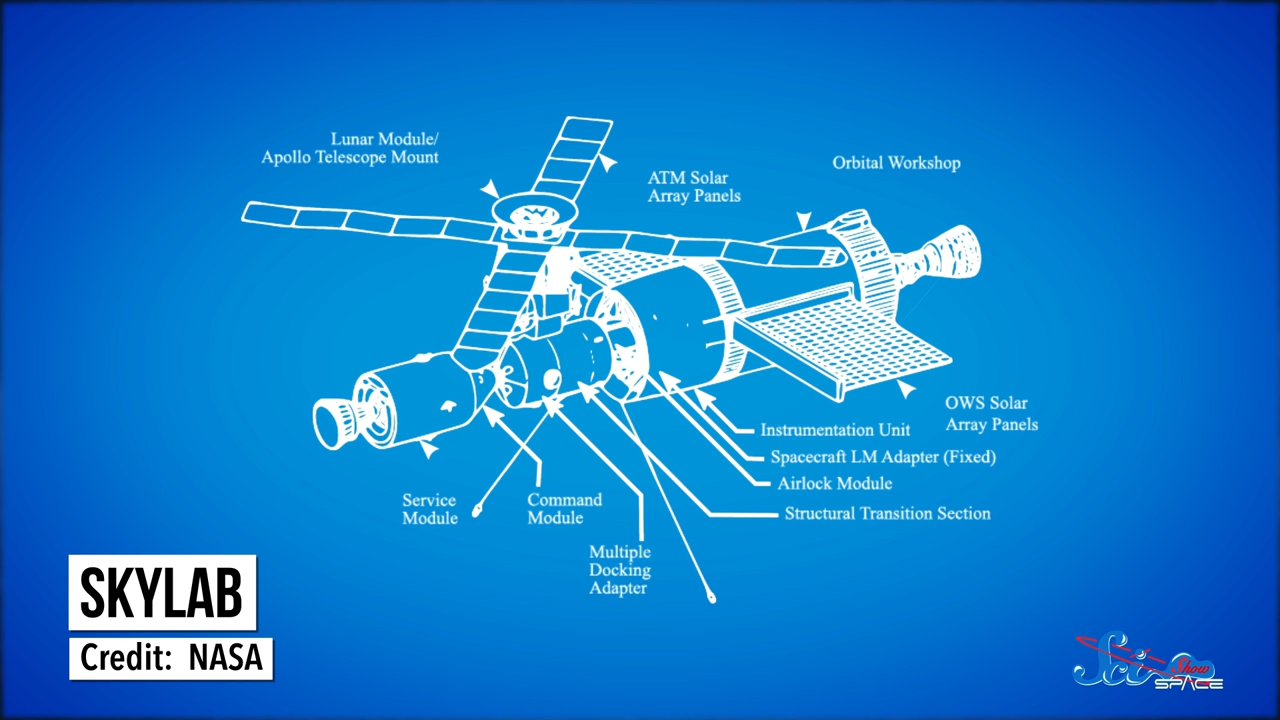 Lunar Module/
Apollo Telescope Mount
ATM Solar
Array Panels
Orbital Workshop
OWS Solar
Array Panels
Instrumentation Unit
Spacecraft LM Adapter (Fixed)
Airlock Module
Structural Transition Section
Service
Module
Command
Module
Multiple
Docking
Adapter
SKYLAB
Credit: NASA
Sci Show
SPACE